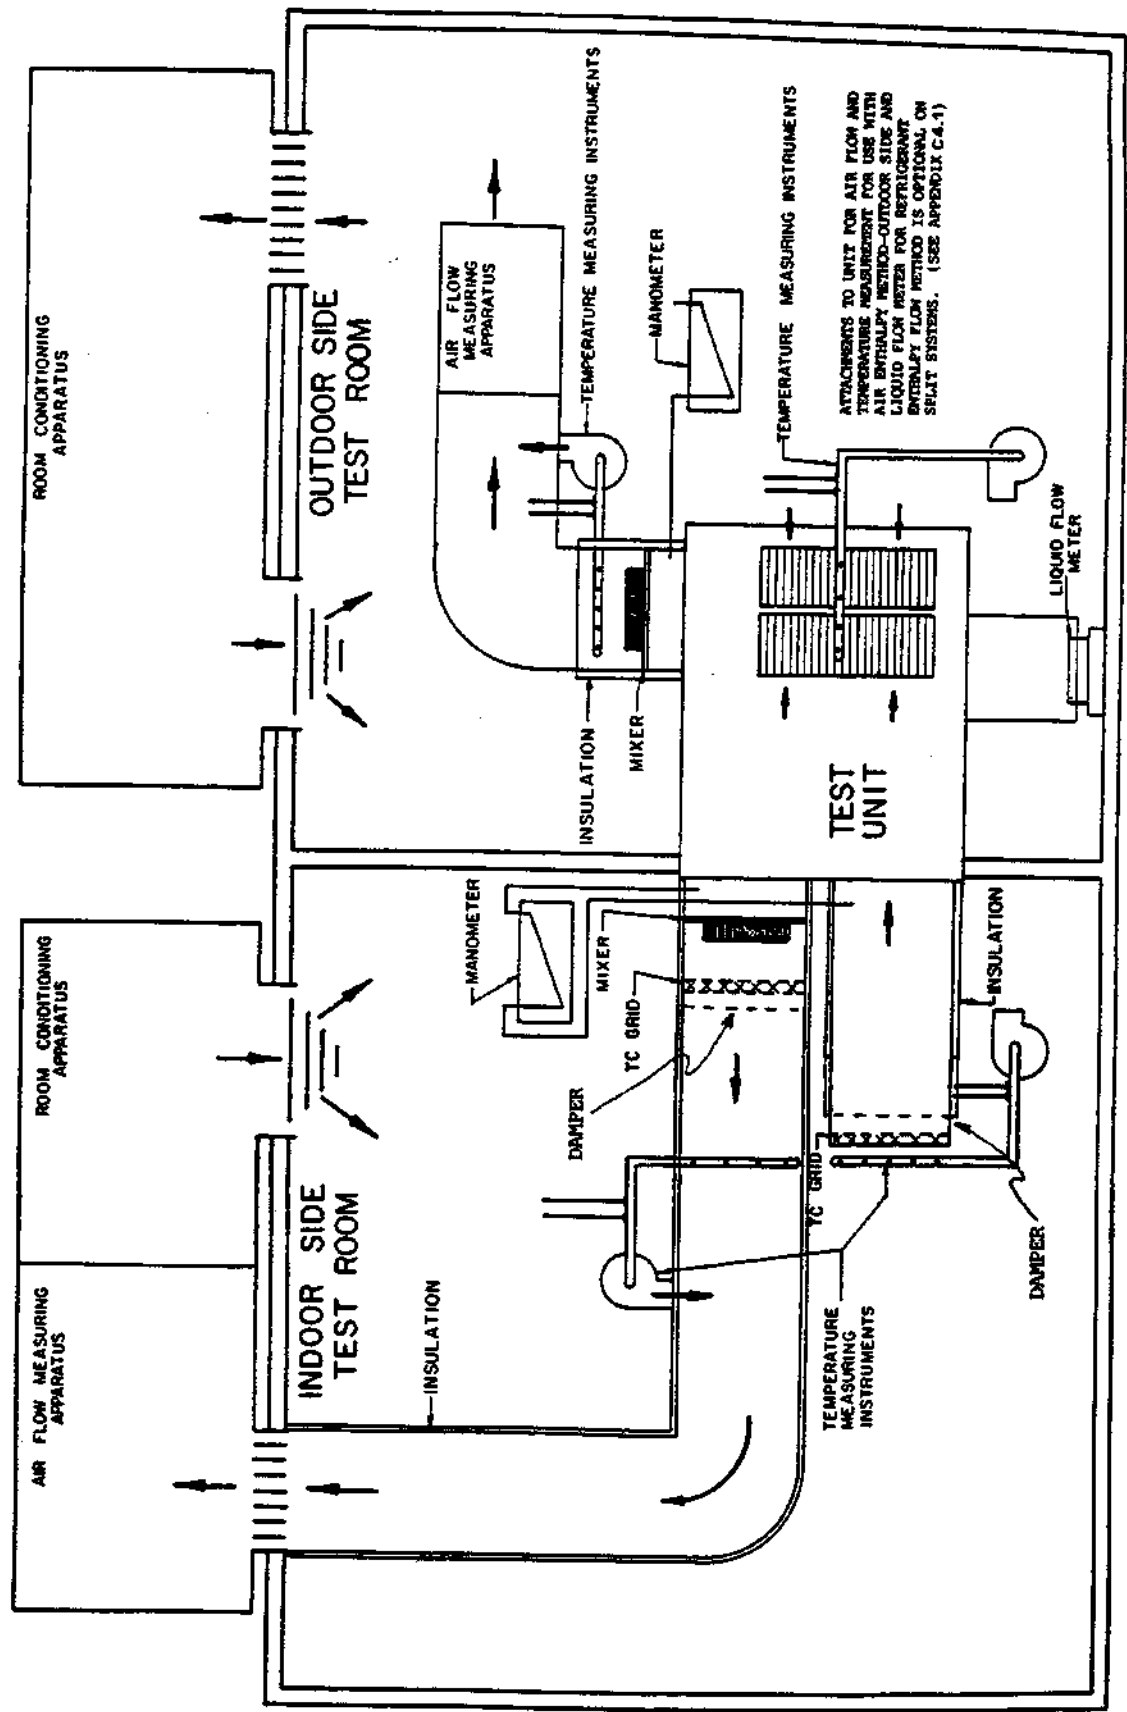 AIR FLOW MEASURING
APPARATUS
ROOM CONDITIONING
APPARATUS
ROOM CONDITIONING
APPARATUS
INDOOR SIDE
TEST ROOM
OUTDOOR SIDE
TEST ROOM
INSULATION
MANOMETER
MIXER
TC GRID
DAMPER
INSULATION
MIXER
AIR FLOW
MEASURING
APPARATUS
TEMPERATURE MEASURING INSTRUMENTS
MANOMETER
TEMPERATURE MEASURING INSTRUMENTS
ATTACHMENTS TO UNIT FOR AIR FLOW AND
TEMPERATURE MEASUREMENT FOR USE WITH
AIR ENTHALPY METHOD-OUTDOOR SIDE AND
LIQUID FLOW METER FOR REFRIGERANT
ENTHALPY FLOW METHOD IS OPTIONAL ON
SPLIT SYSTEMS. (SEE APPENDIX C.4.1)
TEST
UNIT
TEMPERATURE
MEASURING
INSTRUMENTS
TC GRID
INSULATION
DAMPER
LIQUID FLOW
METER